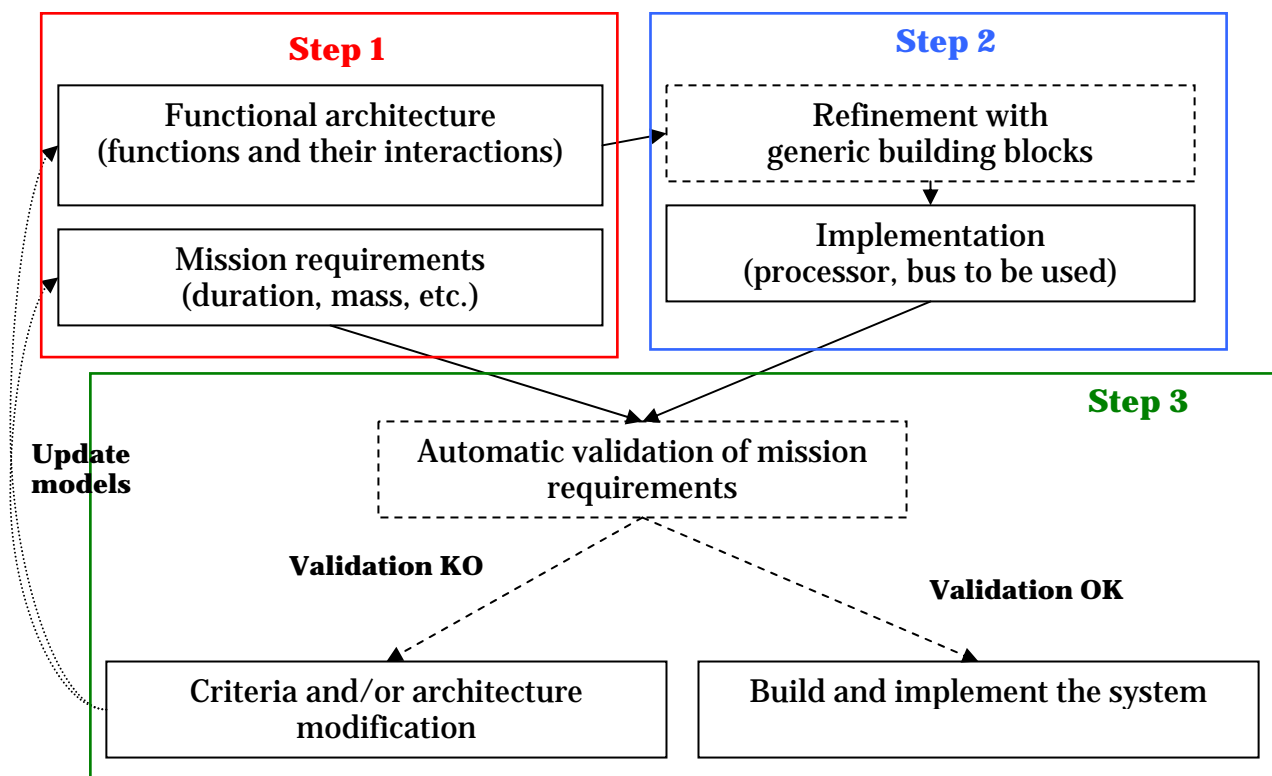 Step 1
Functional architecture
(functions and their interactions)
Mission requirements
(duration, mass, etc.)
Step 2
Refinement with
generic building blocks
Implementation
(processor, bus to be used)
Step 3
Automatic validation of mission
requirements
Update
models
Validation KO
Validation OK
Criteria and/or architecture
modification
Build and implement the system